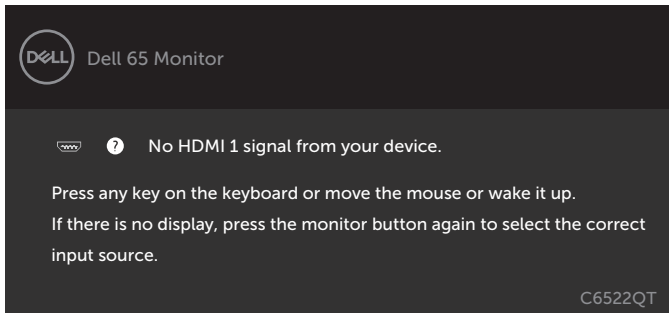 DELL
Dell 65 Monitor
? No HDMI 1 signal from your device.
Press any key on the keyboard or move the mouse or wake it up.
If there is no display, press the monitor button again to select the correct
input source.
C6522QT